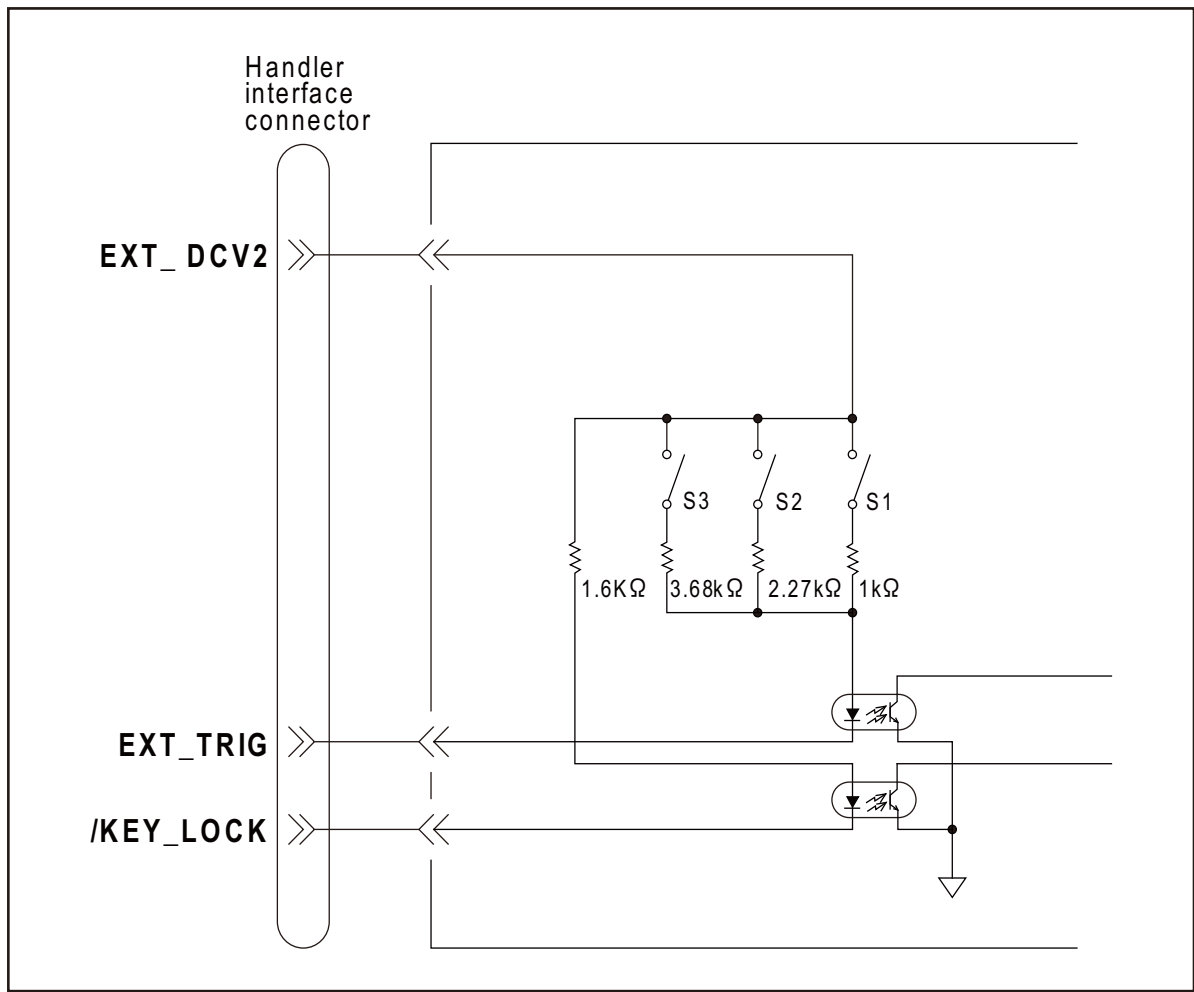 Handler
interface
connector
EXT_ DCV2
S3
S2
S1
1.6KΩ
3.68kΩ
2.27kΩ
1kΩ
EXT_TRIG
/KEY_LOCK